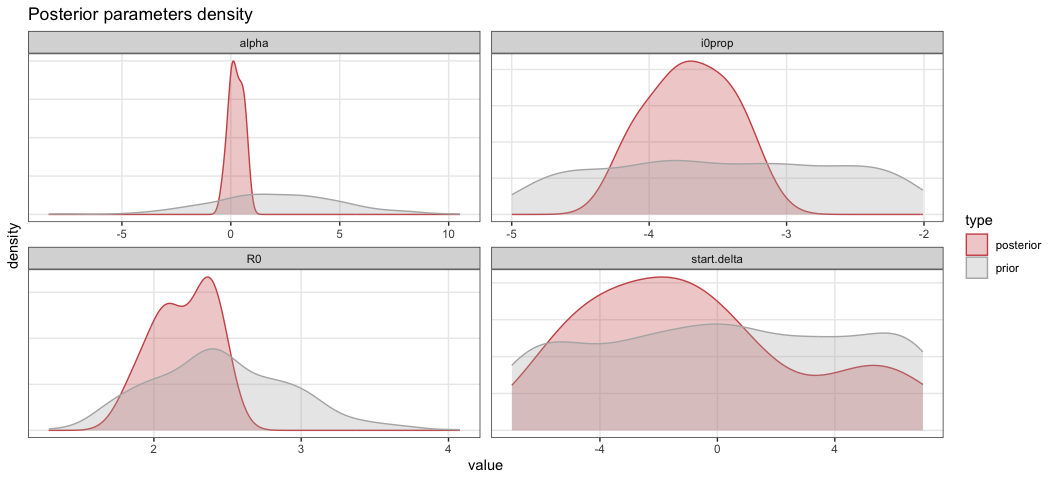 Posterior parameters density
alpha
i0prop
-5 0 5 10
-5 -4 -3 -2
R0
start.delta
2 3 4
-4 0 4
density
value
type
posterior
prior